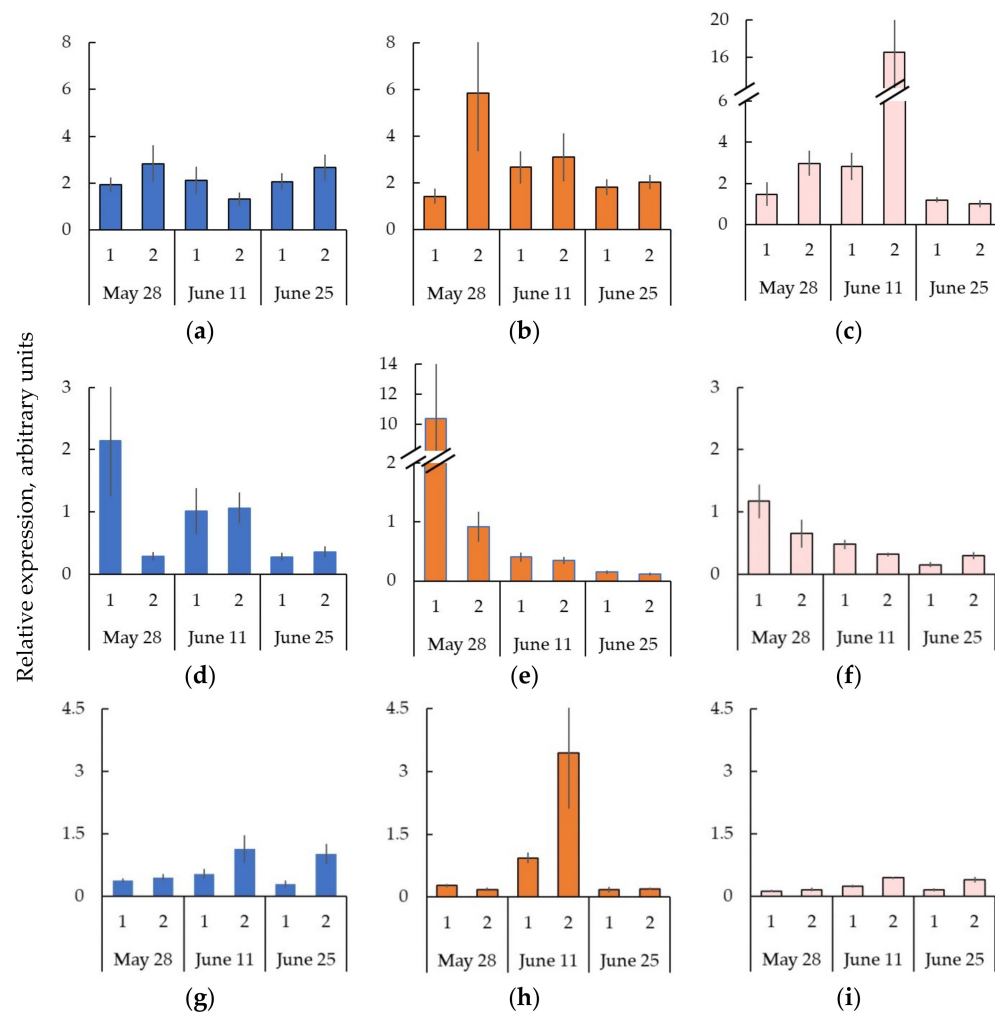 Relative expression, arbitrary units
8 8 20
6 6 16
4 4 6
2 2 4
0 0 2
0
1 2 1 2 1 2 1 2 1 2 1 2 1 2 1 2 1 2
May 28 June 11 June 25 May 28 June 11 June 25 May 28 June 11 June 25
(a) (b) (c)
3 14 3
12
2 10 2
2
1 1 1
0 0 0
1 2 1 2 1 2 1 2 1 2 1 2 1 2 1 2 1 2
May 28 June 11 June 25 May 28 June 11 June 25 May 28 June 11 June 25
(d) (e) (f)
4.5 4.5 4.5
3 3 3
1.5 1.5 1.5
0 0 0
1 2 1 2 1 2 1 2 1 2 1 2 1 2 1 2 1 2
May 28 June 11 June 25 May 28 June 11 June 25 May 28 June 11 June 25
(g) (h) (i)